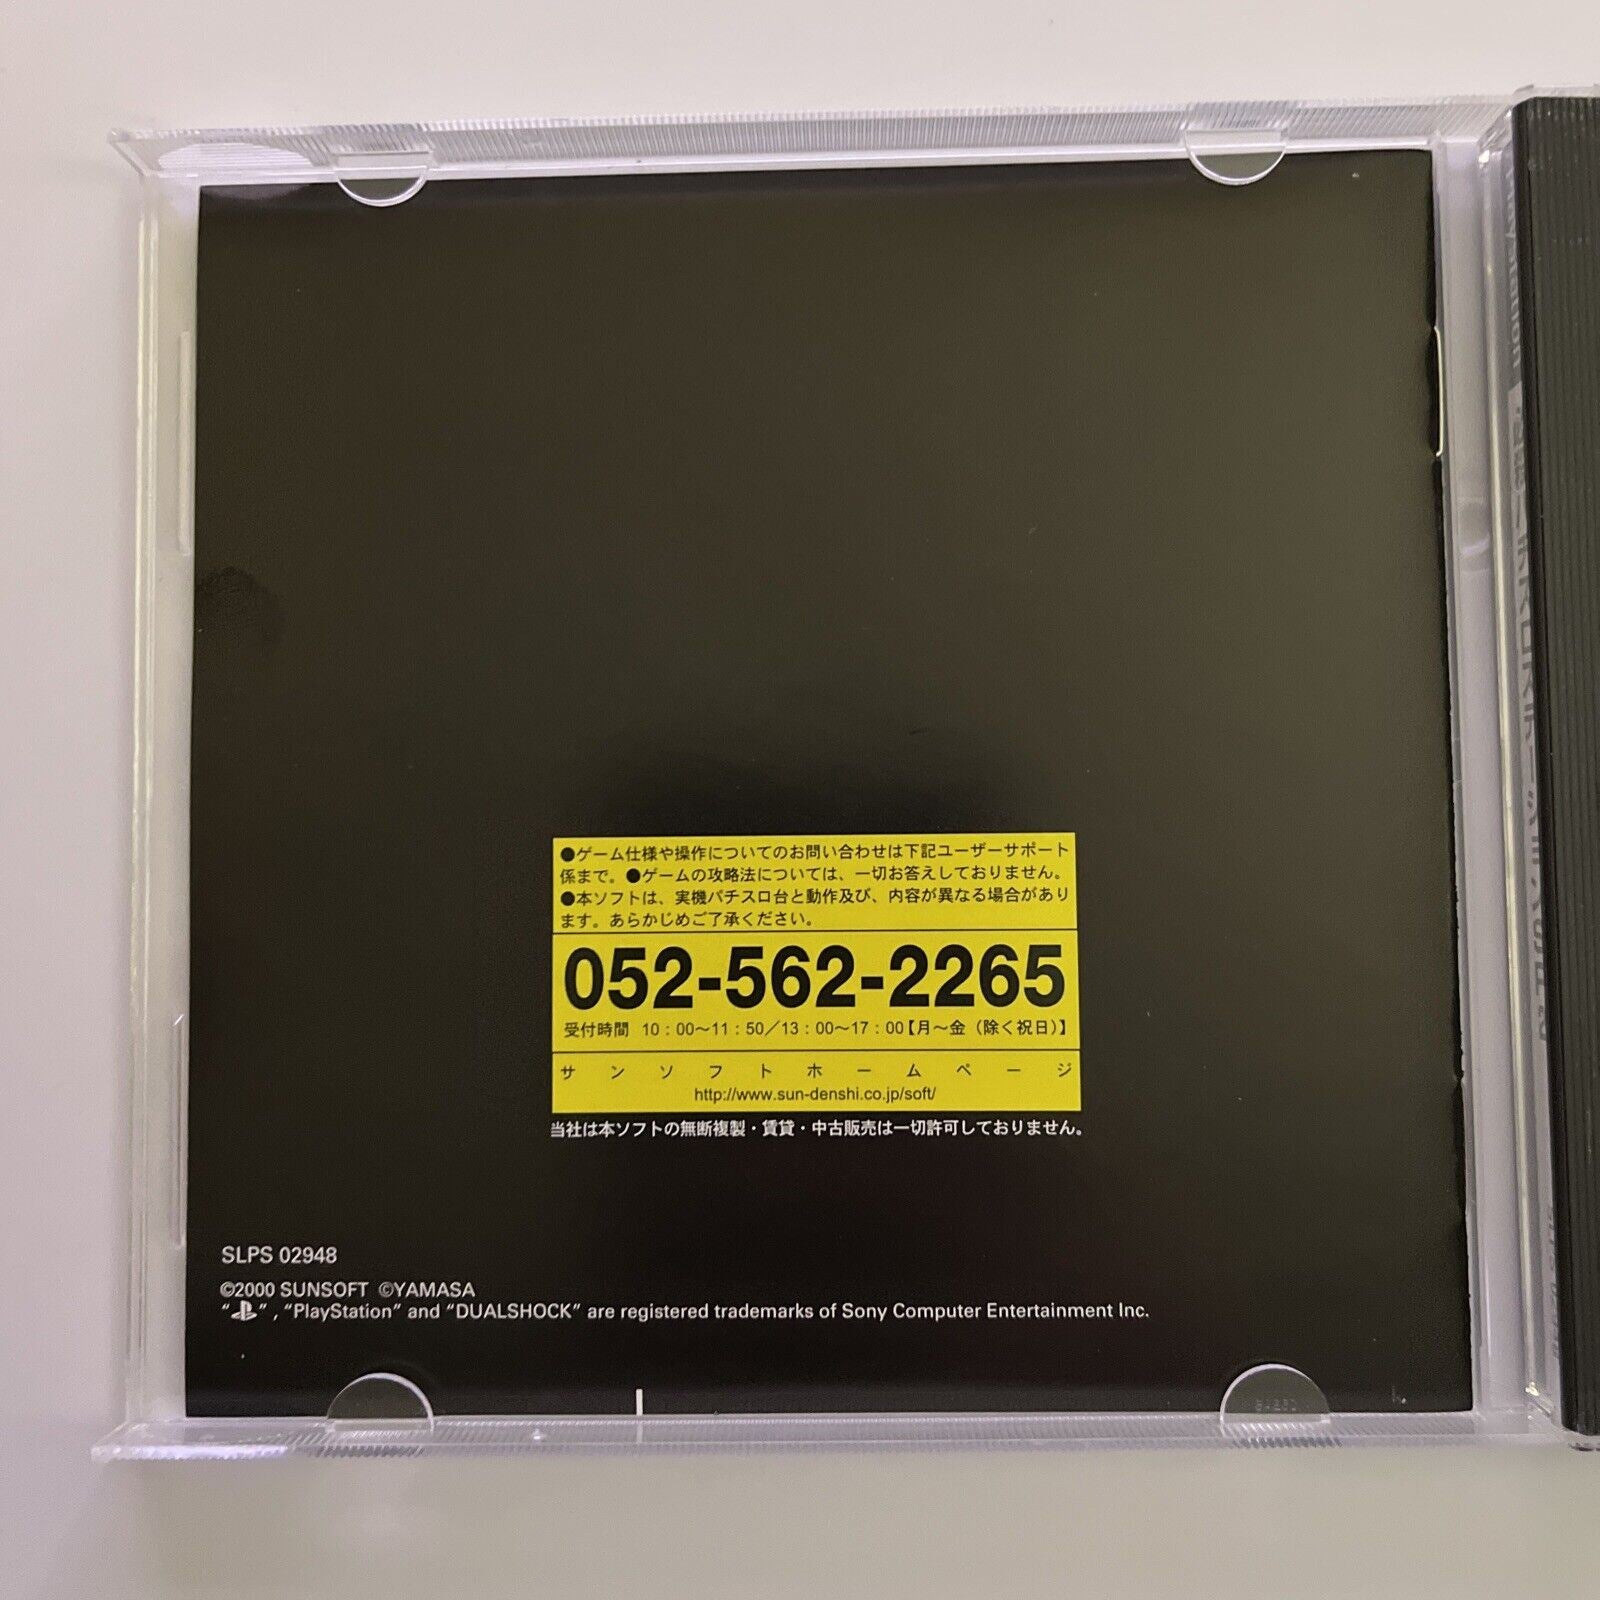 ●ゲーム仕様や操作についてのお問い合わせは下記ユーザーサポート
係まで。●ゲームの攻略法については、一切お答えしておりません。
●本ソフトは、実機パチスロ台と動作及び、内容が異なる場合があり
ます。あらかじめご了承ください。
052-562-2265
受付時間 10：00〜11：50／13：00〜17：00【月〜金（除く祝日）】
サンソフトホームページ
http://www.sun-denshi.co.jp/soft/
当社は本ソフトの無断複製・賃貸・中古販売は一切許可しておりません。
SLPS 02948
©2000 SUNSOFT ©YAMASA
“ ” , “PlayStation” and “DUALSHOCK” are registered trademarks of Sony Computer Entertainment Inc.